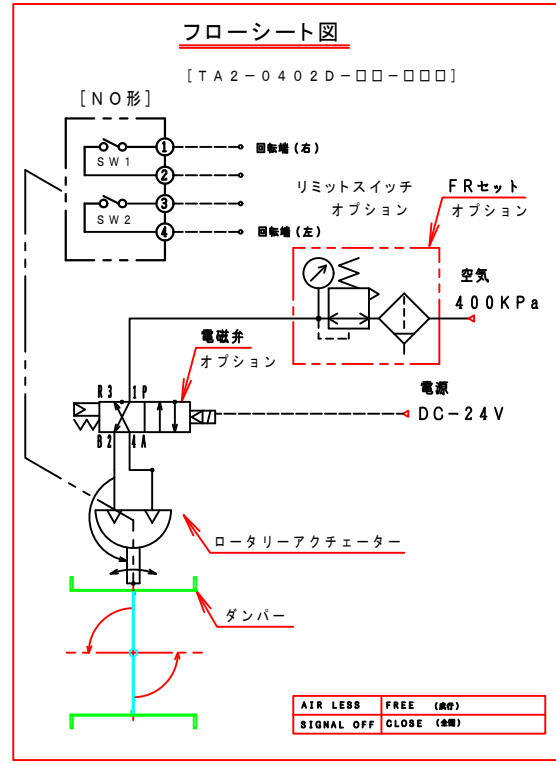 フローシート図
[TA2-0402D-□□-□□□]
[NO形]
SW1
SW2
1
2
3
4
回転端(右)
回転端(左)
リミットスイッチ
オプション
FRセット
オプション
空気
400KPa
電磁弁
オプション
R3 1P
B2 4A
電源
DC-24V
ロータリーアクチェーター
ダンパー
AIR LESS FREE
SIGNAL OFF CLOSE (全閉)